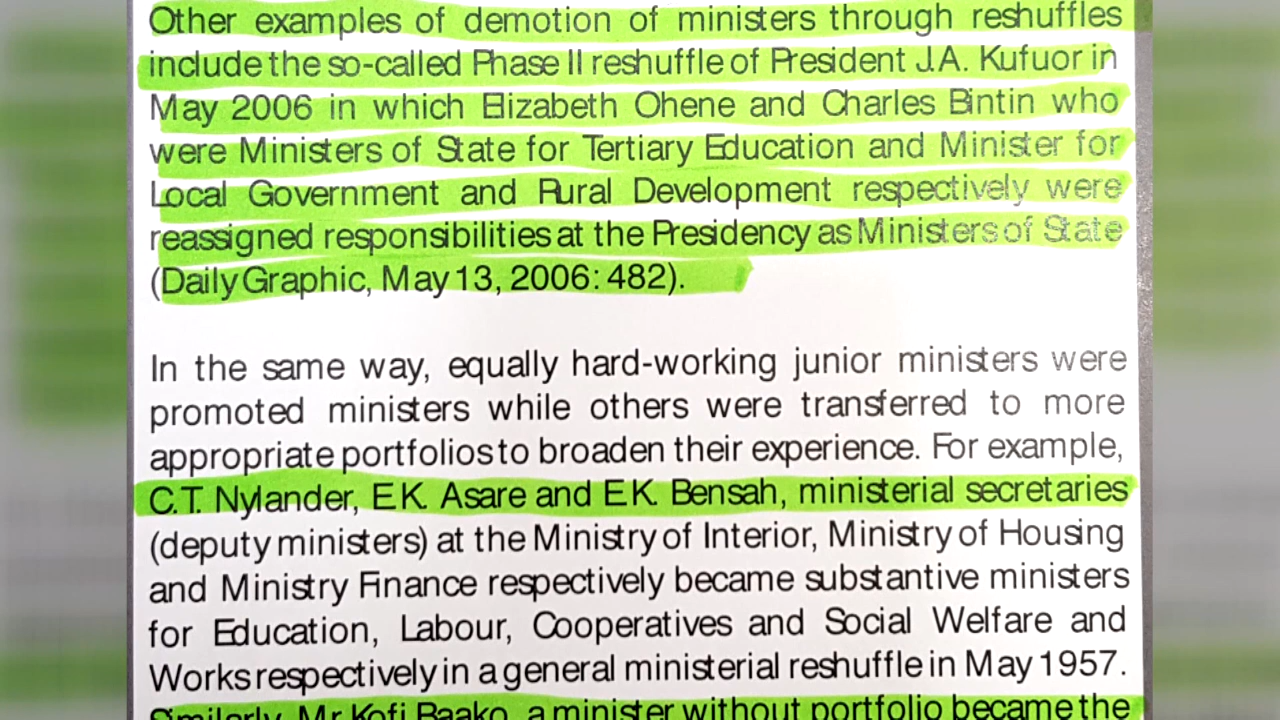 Other examples of demotion of ministers through reshuffles
include the so-called Phase II reshuffle of President J.A. Kufuor in
May 2006 in which Elizabeth Ohene and Charles Bintin who
were Ministers of State for Tertiary Education and Minister for
Local Government and Rural Development respectively were
reassigned responsibilities at the Presidency as Ministers of State
(Daily Graphic, May 13, 2006: 482).
In the same way, equally hard-working junior ministers were
promoted ministers while others were transferred to more
appropriate portfolios to broaden their experience. For example,
C.T. Nylander, E.K. Asare and E.K. Bensah, ministerial secretaries
(deputy ministers) at the Ministry of Interior, Ministry of Housing
and Ministry Finance respectively became substantive ministers
for Education, Labour, Cooperatives and Social Welfare and
Works respectively in a general ministerial reshuffle in May 1957.
Similarly, Mr Kofi Baako, a minister without portfolio became the